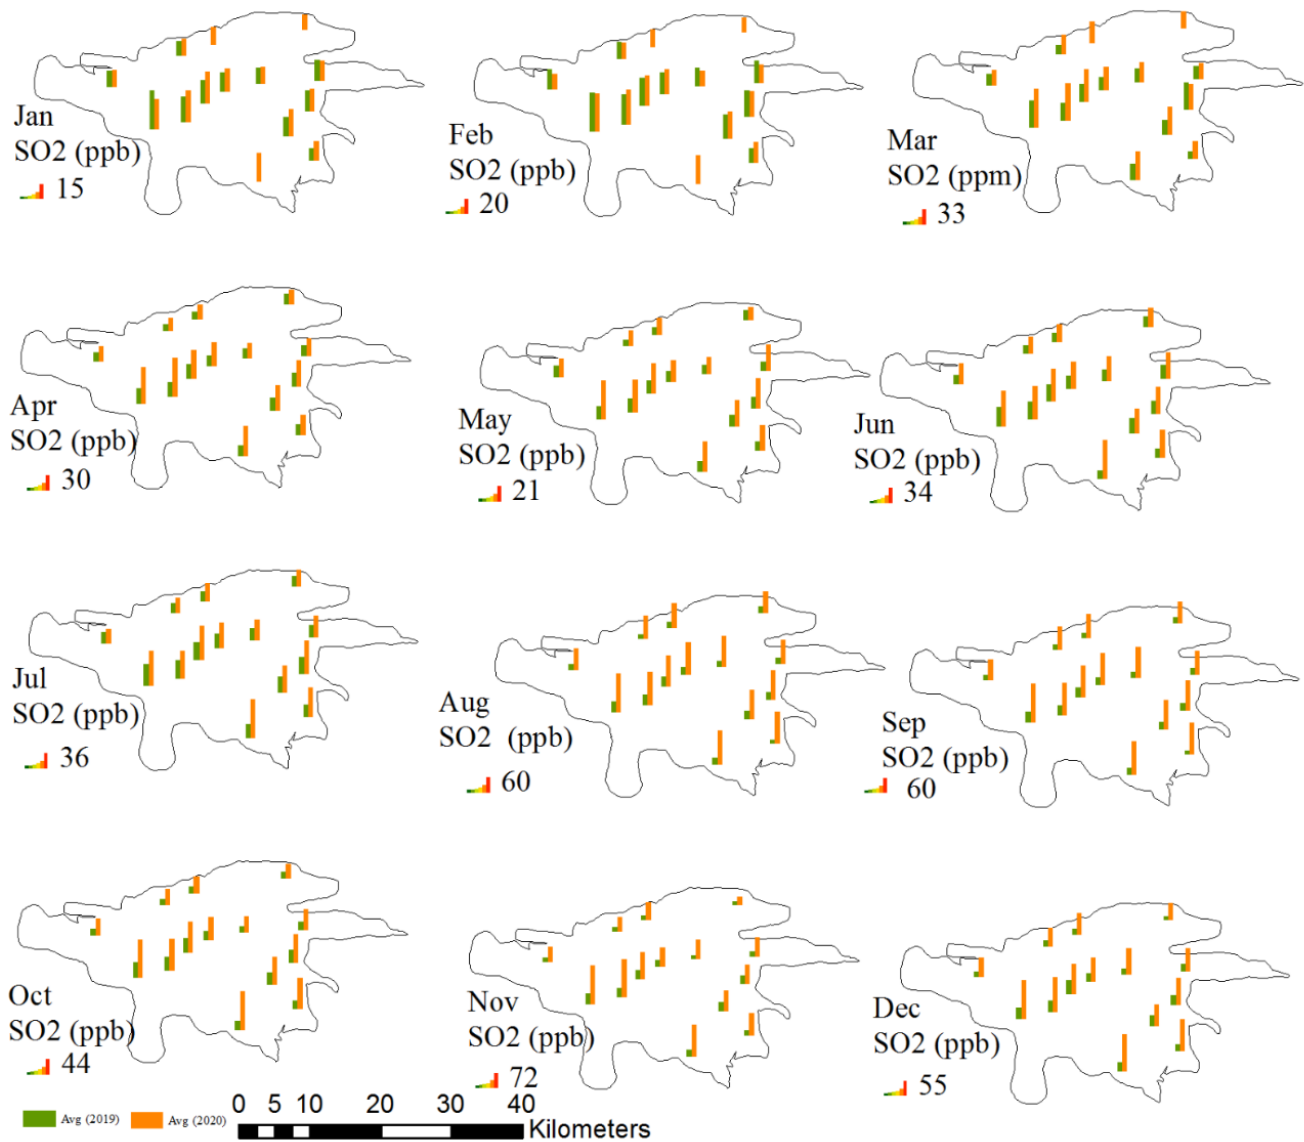 Jan
SO2 (ppb)
15
Feb
SO2 (ppb)
20
Mar
SO2 (ppm)
33
Apr
SO2 (ppb)
30
May
SO2 (ppb)
21
Jun
SO2 (ppb)
34
Jul
SO2 (ppb)
36
Aug
SO2 (ppb)
60
Sep
SO2 (ppb)
60
Oct
SO2 (ppb)
44
Nov
SO2 (ppb)
72
Dec
SO2 (ppb)
55
Avg (2019) Avg (2020)
0 5 10 20 30 40
Kilometers